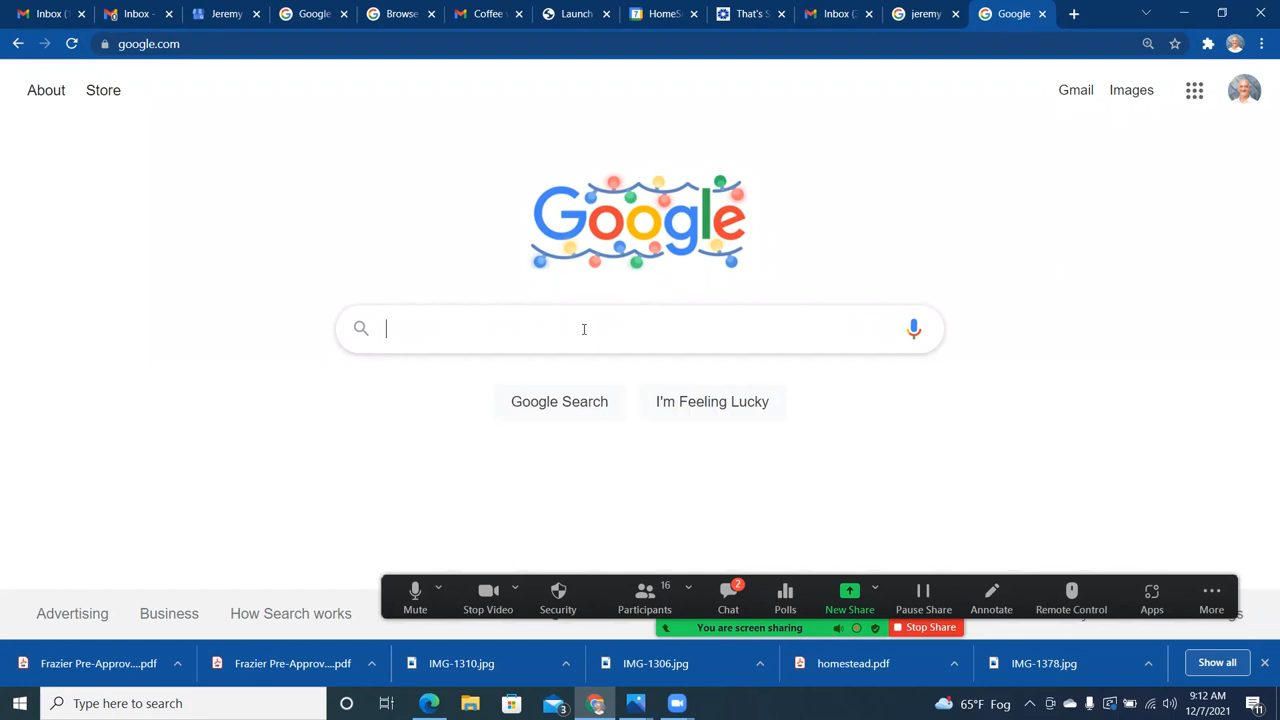 Inbox (
Inbox -
Jeremy
Google
Browse
Coffee v
Launch
HomeS
That's S
Inbox (2
jeremy
Google
google.com
About Store
Gmail Images
Google
Google Search I'm Feeling Lucky
Advertising Business How Search works
Mute Stop Video Security Participants 16 Chat 2 Polls New Share Pause Share Annotate Remote Control Apps More
You are screen sharing Stop Share
Frazier Pre-Approv....pdf Frazier Pre-Approv....pdf IMG-1310.jpg IMG-1306.jpg homestead.pdf IMG-1378.jpg Show all
Type here to search 3 65°F Fog 9:12 AM
12/7/2021 11